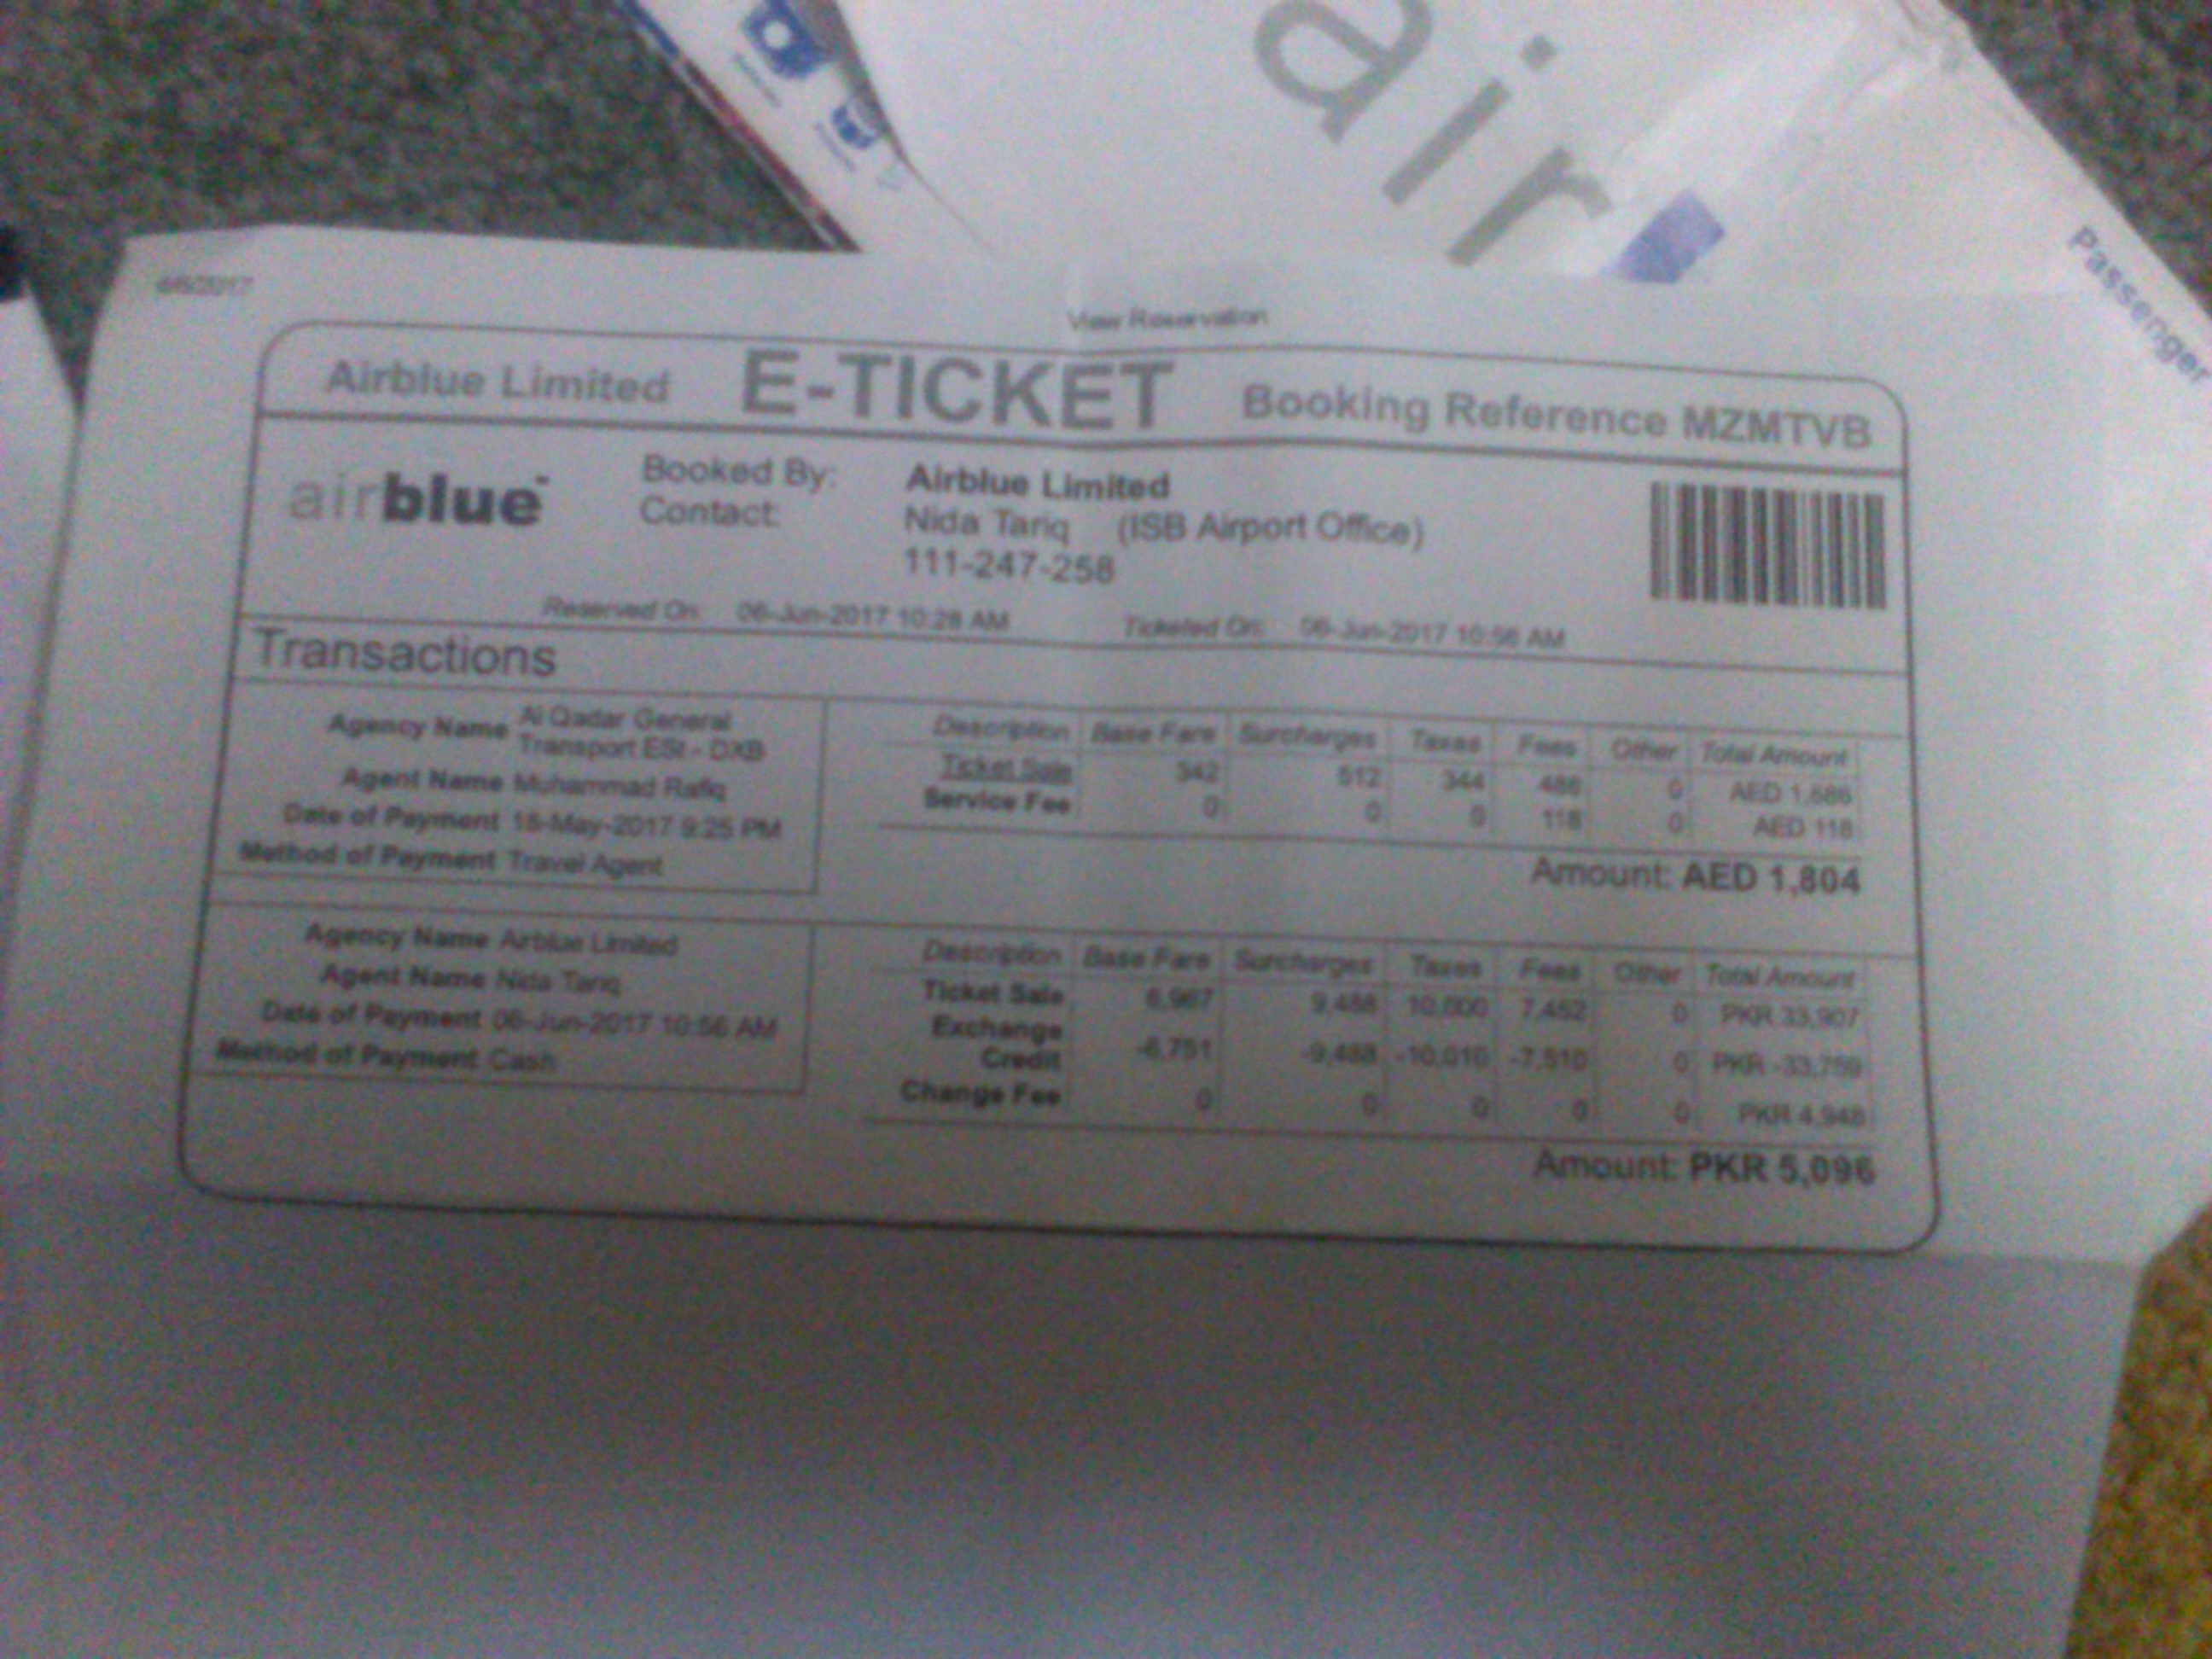 air
Passenger
View Reservation
Airblue Limited E-TICKET Booking Reference MZMTVB
airblue
Booked By: Airblue Limited
Contact: Nida Tariq (ISB Airport Office)
111-247-258
Reserved On: 06-Jun-2017 10:28 AM Ticketed On: 06-Jun-2017 10:56 AM
Transactions
Agency Name Al Qadar General
Transport ESt - DXB
Agent Name Muhammad Rafiq
Date of Payment 18-May-2017 9:25 PM
Method of Payment Travel Agent
Description Base Fare Surcharges Taxes Fees Other Total Amount
Ticket Sale 342 512 344 488 0 AED 1,686
Service Fee 0 0 0 118 0 AED 118
Amount: AED 1,804
Agency Name Airblue Limited
Agent Name Nida Tariq
Date of Payment 06-Jun-2017 10:56 AM
Method of Payment Cash
Description Base Fare Surcharges Taxes Fees Other Total Amount
Ticket Sale 6,967 9,488 10,000 7,452 0 PKR 33,907
Exchange
Credit -6,751 -9,488 -10,010 -7,510 0 PKR -33,759
Change Fee 0 0 0 0 0 PKR 4,948
Amount: PKR 5,096